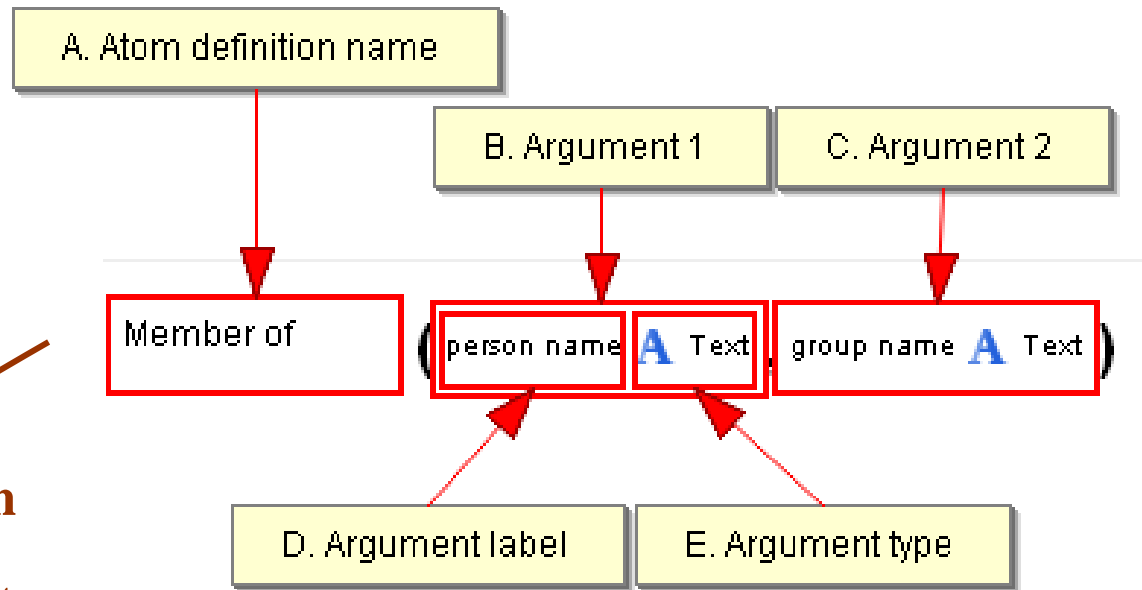 A. Atom definition name
B. Argument 1 C. Argument 2
Member of (person name A Text, group name A Text)
D. Argument label E. Argument type